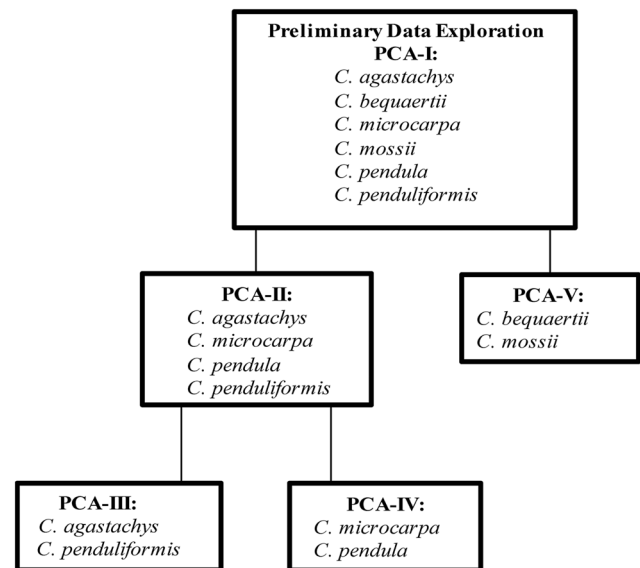 Preliminary Data Exploration
PCA-I:
C. agastachys
C. bequaertii
C. microcarpa
C. mossii
C. pendula
C. penduliformis
PCA-II:
C. agastachys
C. microcarpa
C. pendula
C. penduliformis
PCA-V:
C. bequaertii
C. mossii
PCA-III:
C. agastachys
C. penduliformis
PCA-IV:
C. microcarpa
C. pendula